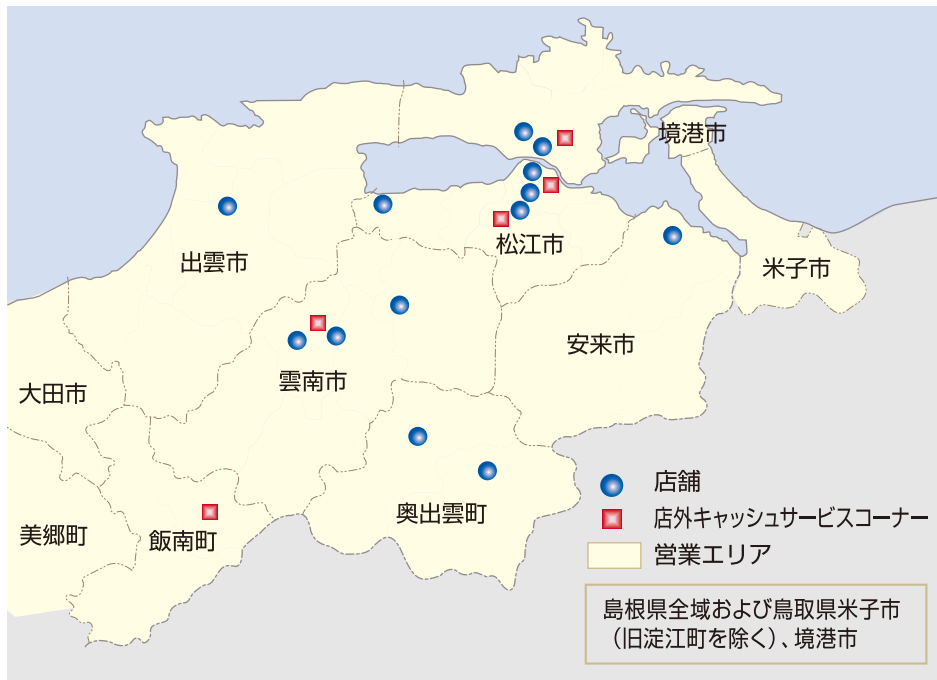 境港市
松江市
出雲市
米子市
安来市
雲南市
大田市
奥出雲町
美郷町
飯南町
店舗
店外キャッシュサービスコーナー
営業エリア
島根県全域および鳥取県米子市
（旧淀江町を除く）、境港市